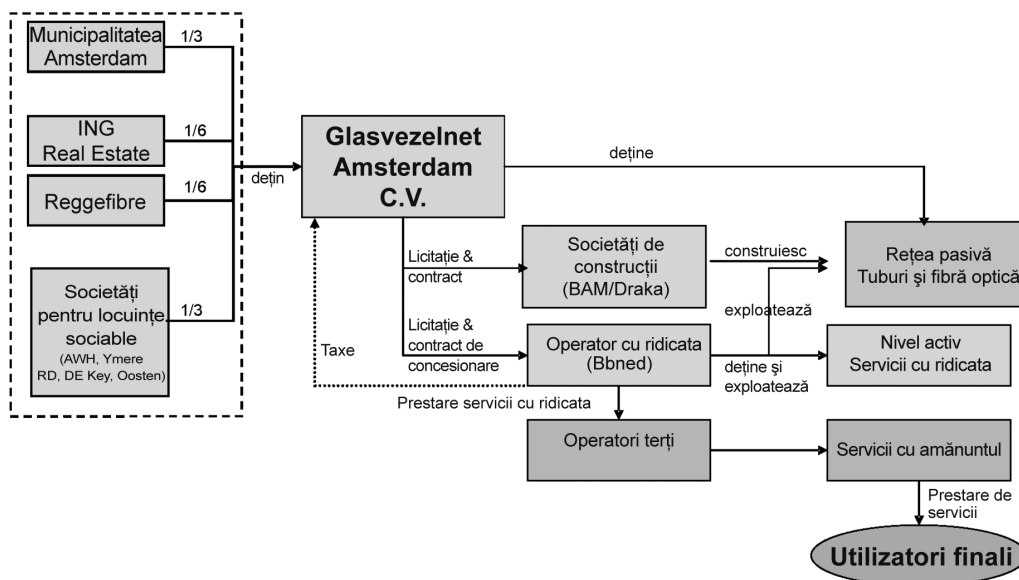 Municipalitatea
Amsterdam
1/3
ING
Real Estate
1/6
Reggefibre
1/6
Societăți
pentru locuințe
sociable
(AWH, Ymere
RD, DE Key, Oosten)
1/3
dețin
Glasvezelnet
Amsterdam
C.V.
deține
Licitație &
contract
Societăți de
construcții
(BAM/Draka)
construiesc
Rețea pasivă
Tuburi şi fibră optică
exploatează
Taxe
Licitație &
contract de
concesionare
Operator cu ridicata
(Bbned)
deține şi
exploatează
Nivel activ
Servicii cu ridicata
Prestare servicii cu ridicata
Operatori terți
Servicii cu amănuntul
Prestare de
servicii
Utilizatori finali